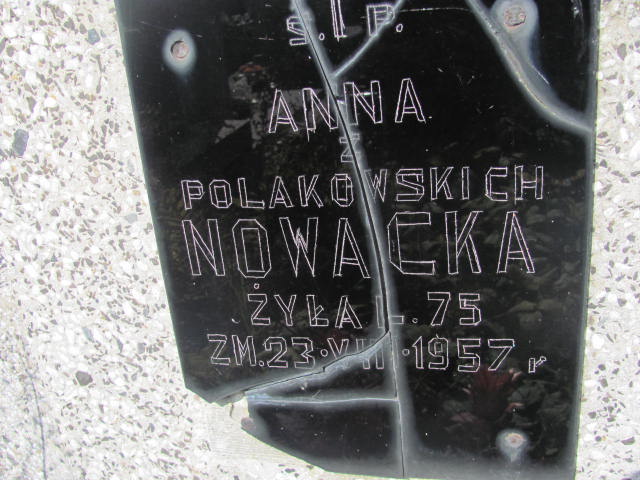 Ś.†P.
ANNA
Z
POLAKOWSKICH
NOWACKA
ŻYŁA L. 75
ZM. 23·VIII·1957 r